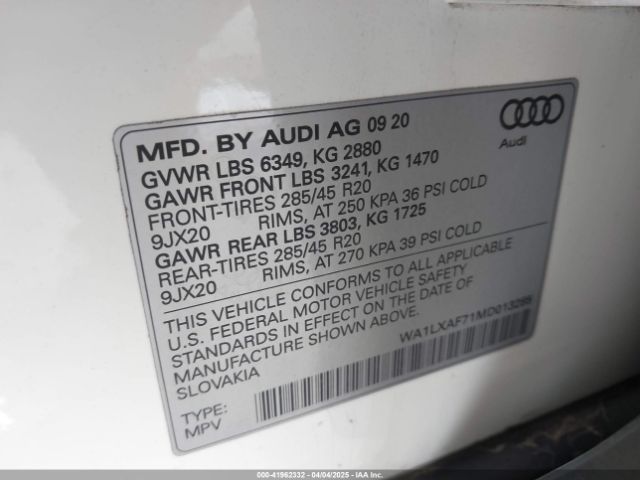 MFD. BY AUDI AG 09 20
GVWR LBS 6349, KG 2880
GAWR FRONT LBS 3241, KG 1470
FRONT-TIRES 285/45 R20
9JX20 RIMS, AT 250 KPA 36 PSI COLD
GAWR REAR LBS 3803, KG 1725
REAR-TIRES 285/45 R20
9JX20 RIMS, AT 270 KPA 39 PSI COLD
THIS VEHICLE CONFORMS TO ALL APPLICABLE
U.S. FEDERAL MOTOR VEHICLE SAFETY
STANDARDS IN EFFECT ON THE DATE OF
MANUFACTURE SHOWN ABOVE.
SLOVAKIA
TYPE:
MPV
Audi
000-41962332 - 04/04/2025 - IAAI.com